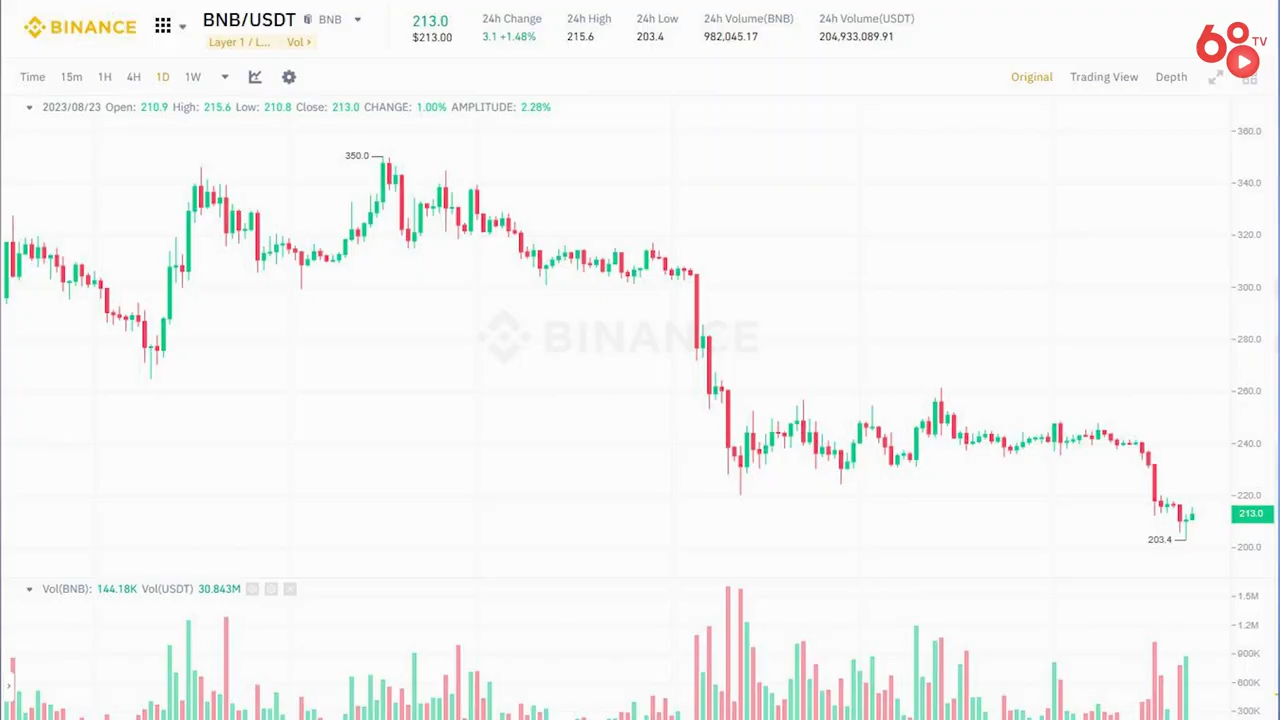 BINANCE
BNB/USDT BNB
Layer 1 / L... Vol
213.0
$213.00
24h Change
3.1 +1.48%
24h High
215.6
24h Low
203.4
24h Volume(BNB)
982,045.17
24h Volume(USDT)
204,933,089.91
68 TV
Time 15m 1H 4H 1D 1W
Original Trading View Depth
2023/08/23 Open: 210.9 High: 215.6 Low: 210.8 Close: 213.0 CHANGE: 1.00% AMPLITUDE: 2.28%
360.0
350.0
340.0
320.0
300.0
280.0
BINANCE
260.0
240.0
220.0
213.0
203.4
200.0
Vol(BNB): 144.18K Vol(USDT) 30.843M
1.5M
1.2M
900K
600K
300K